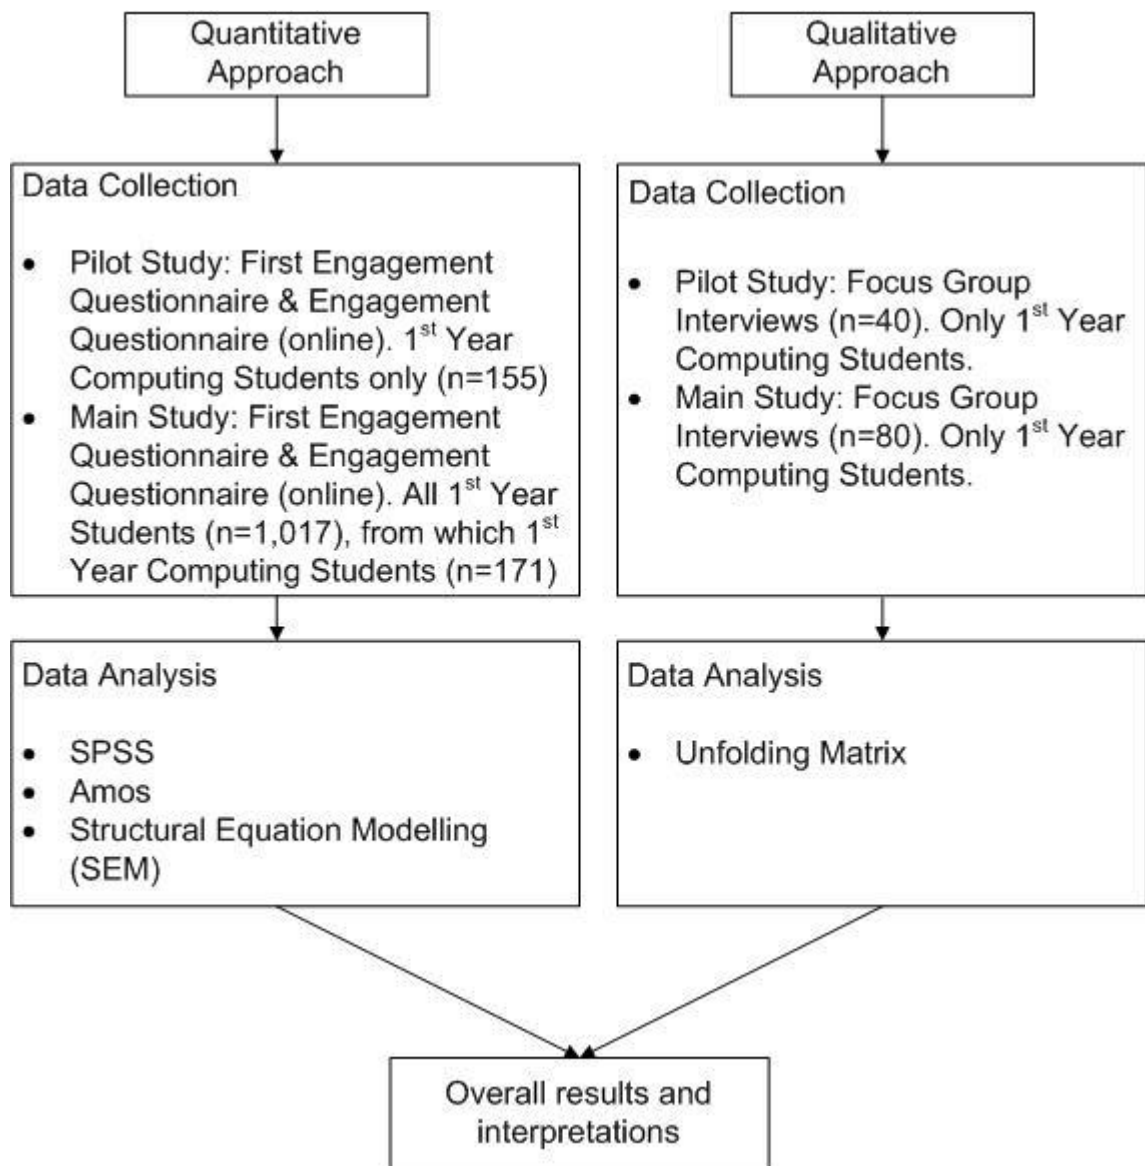 Quantitative
Approach
Qualitative
Approach
Data Collection
• Pilot Study: First Engagement
Questionnaire & Engagement
Questionnaire (online). 1st Year
Computing Students only (n=155)
• Main Study: First Engagement
Questionnaire & Engagement
Questionnaire (online). All 1st Year
Students (n=1,017), from which 1st
Year Computing Students (n=171)
Data Collection
• Pilot Study: Focus Group
Interviews (n=40). Only 1st Year
Computing Students.
• Main Study: Focus Group
Interviews (n=80). Only 1st Year
Computing Students.
Data Analysis
• SPSS
• Amos
• Structural Equation Modelling
(SEM)
Data Analysis
• Unfolding Matrix
Overall results and
interpretations